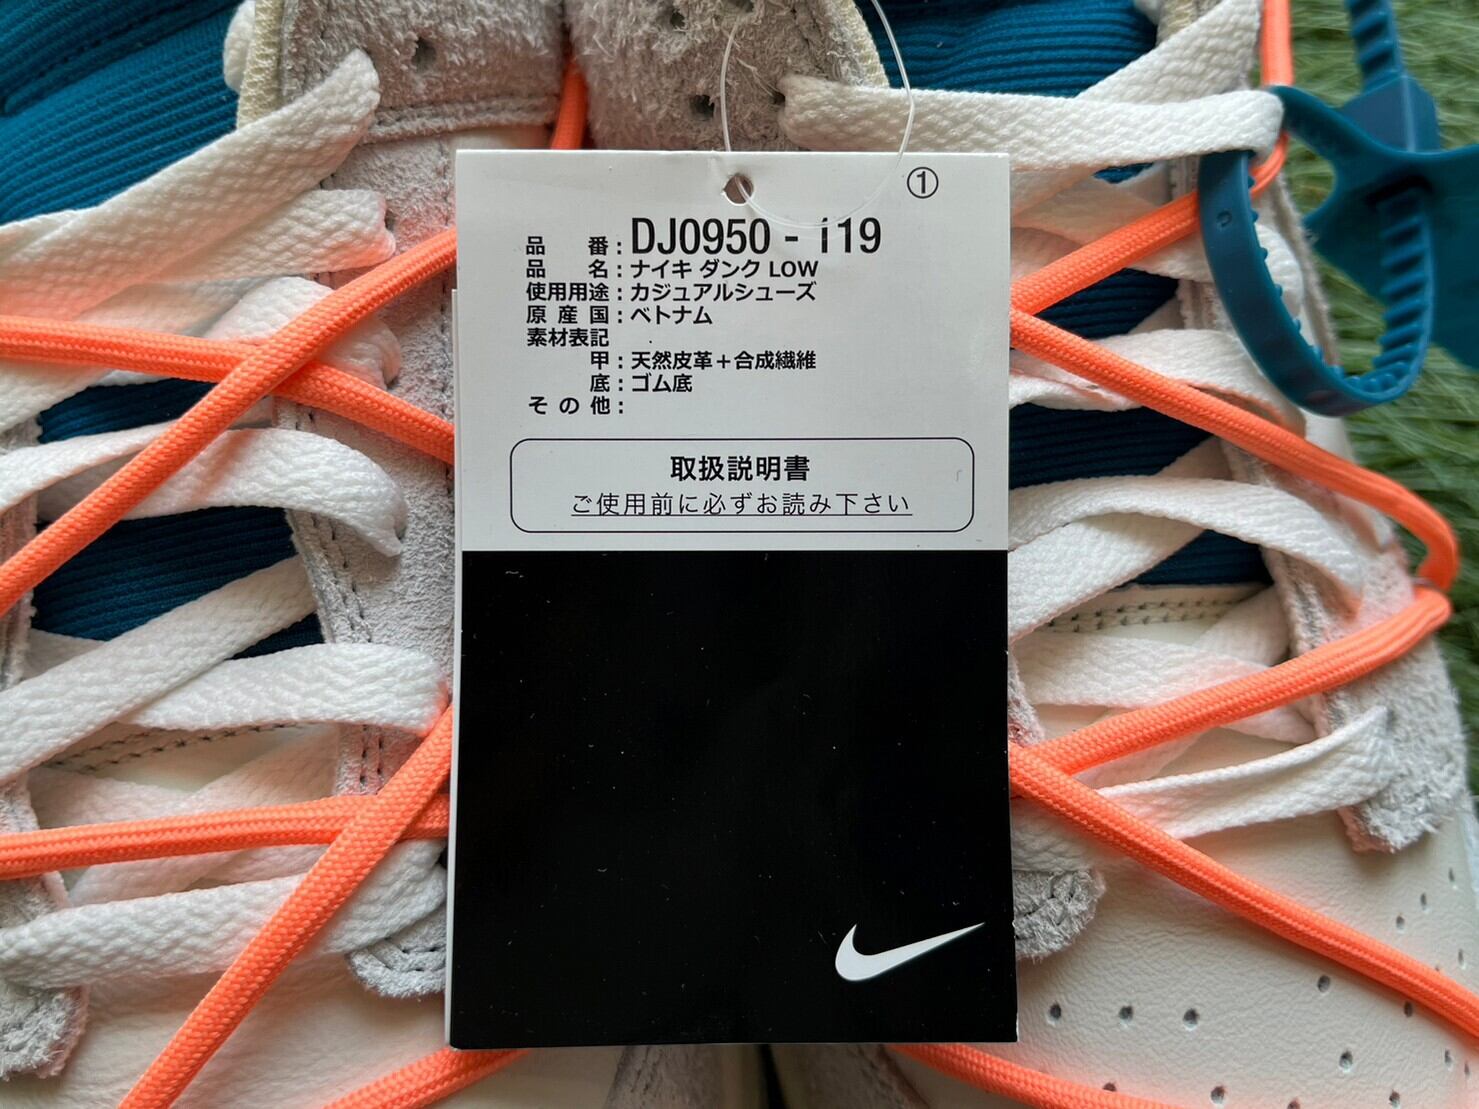 ①
品番：DJ0950 - 119
品名：ナイキ ダンク LOW
使用用途：カジュアルシューズ
原産国：ベトナム
素材表記
甲：天然皮革＋合成繊維
底：ゴム底
その他：
取扱説明書
ご使用前に必ずお読み下さい